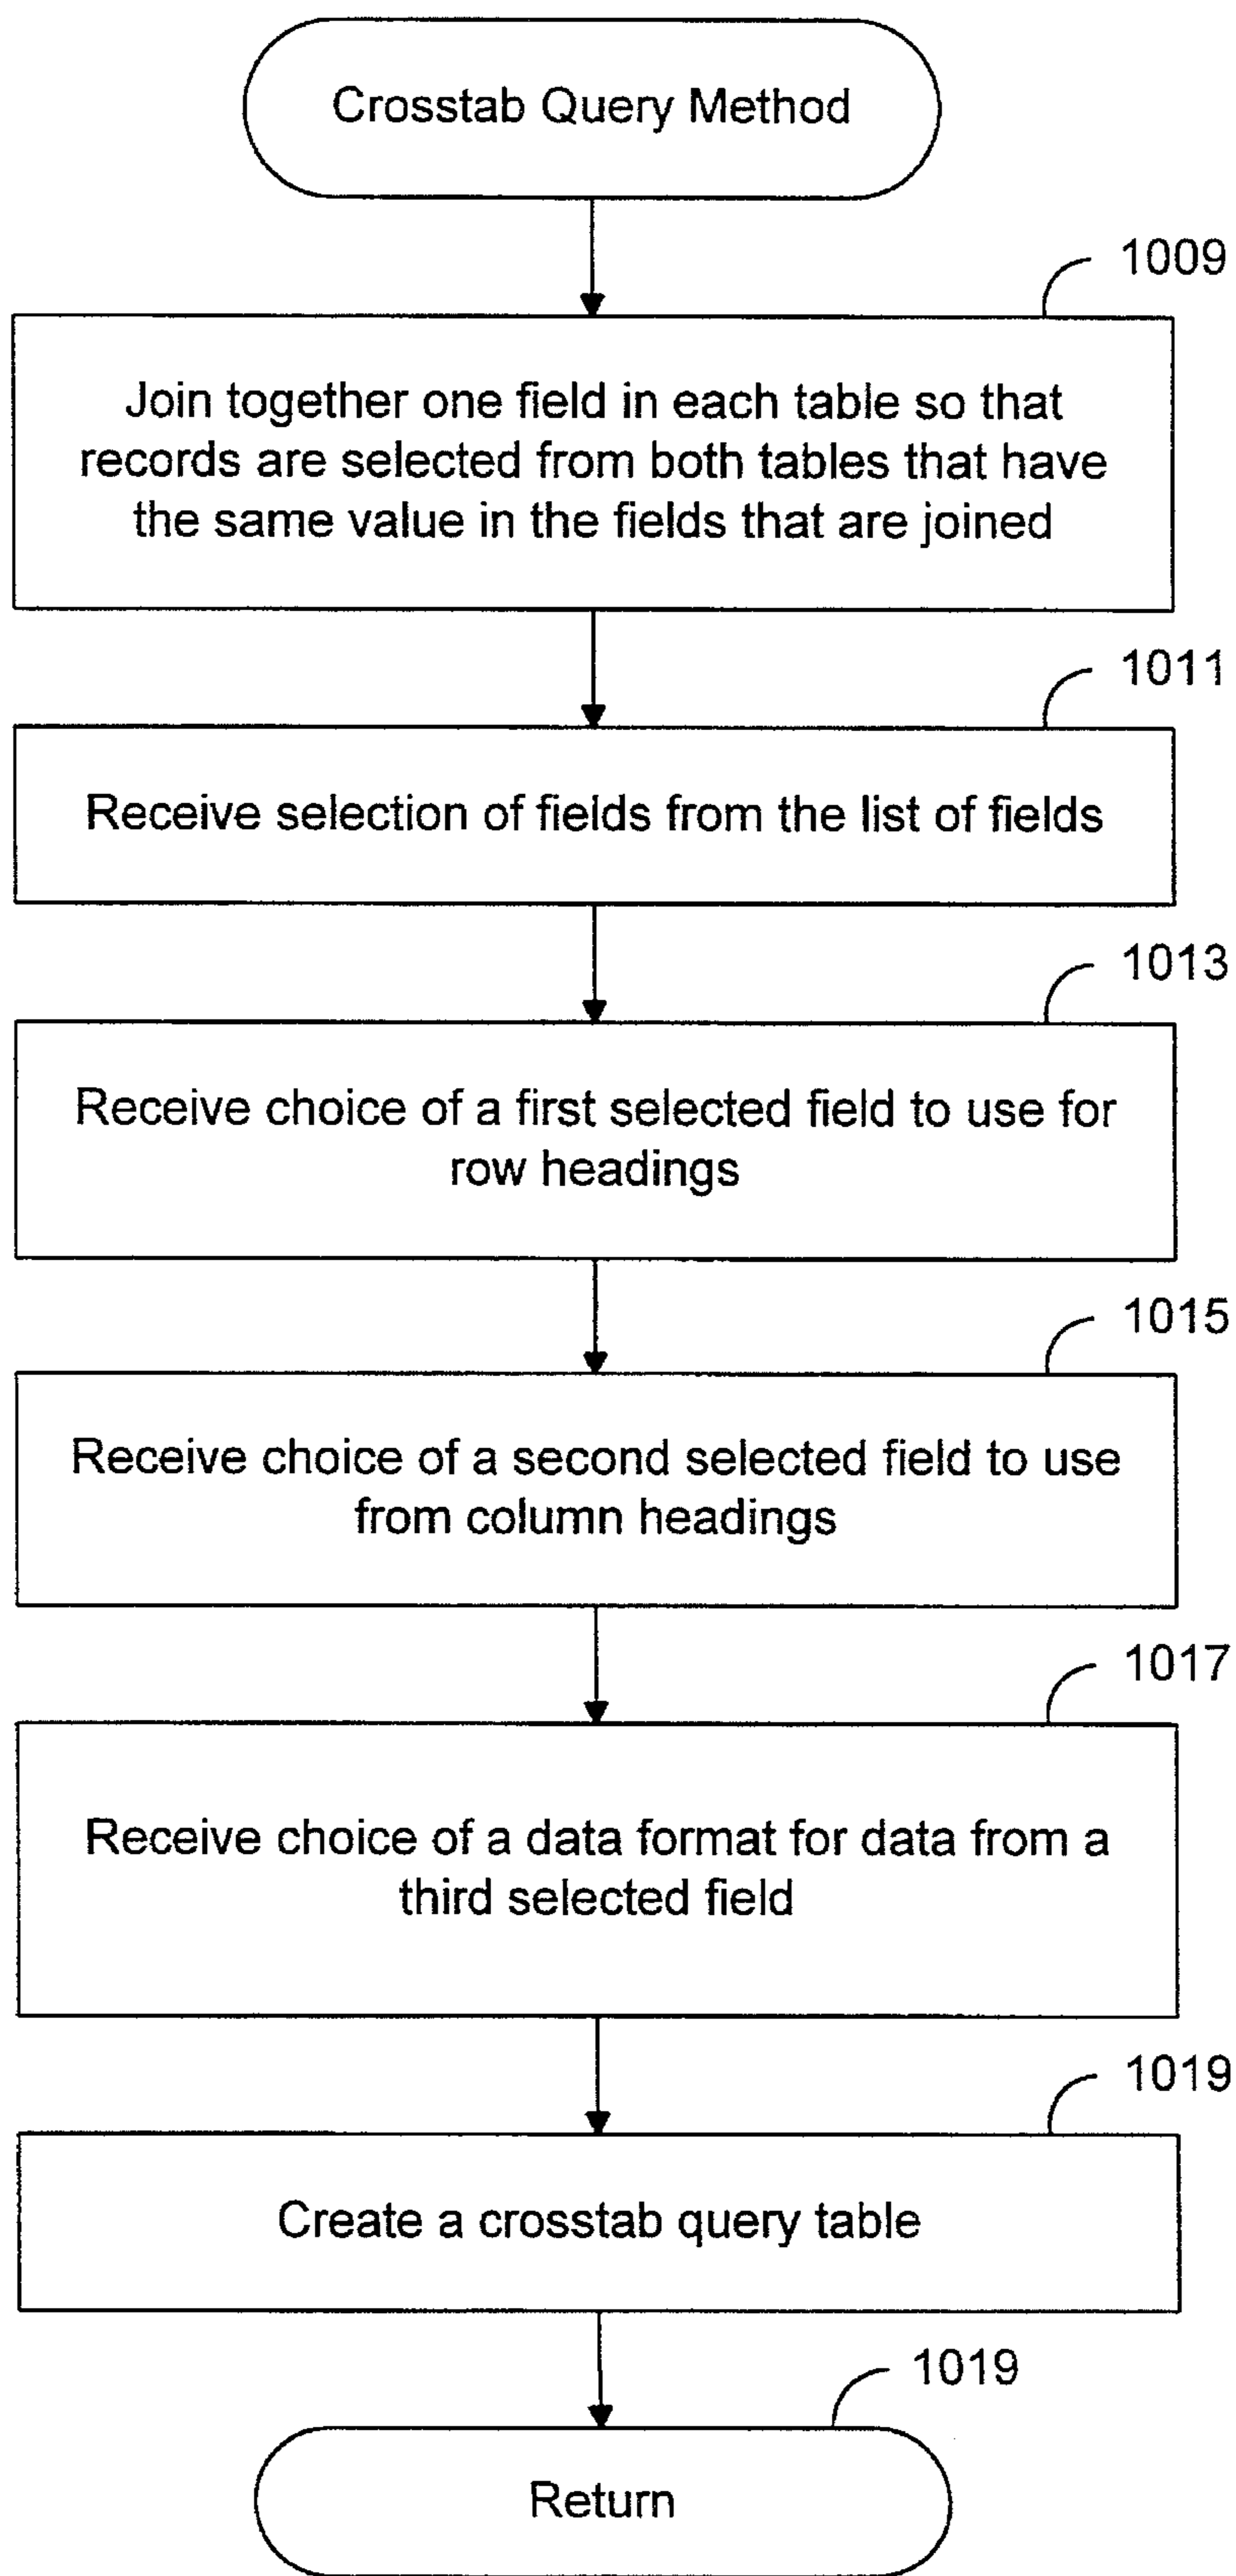 Crosstab Query Method
1009
Join together one field in each table so that
records are selected from both tables that have
the same value in the fields that are joined
1011
Receive selection of fields from the list of fields
1013
Receive choice of a first selected field to use for
row headings
1015
Receive choice of a second selected field to use
from column headings
1017
Receive choice of a data format for data from a
third selected field
1019
Create a crosstab query table
1019
Return